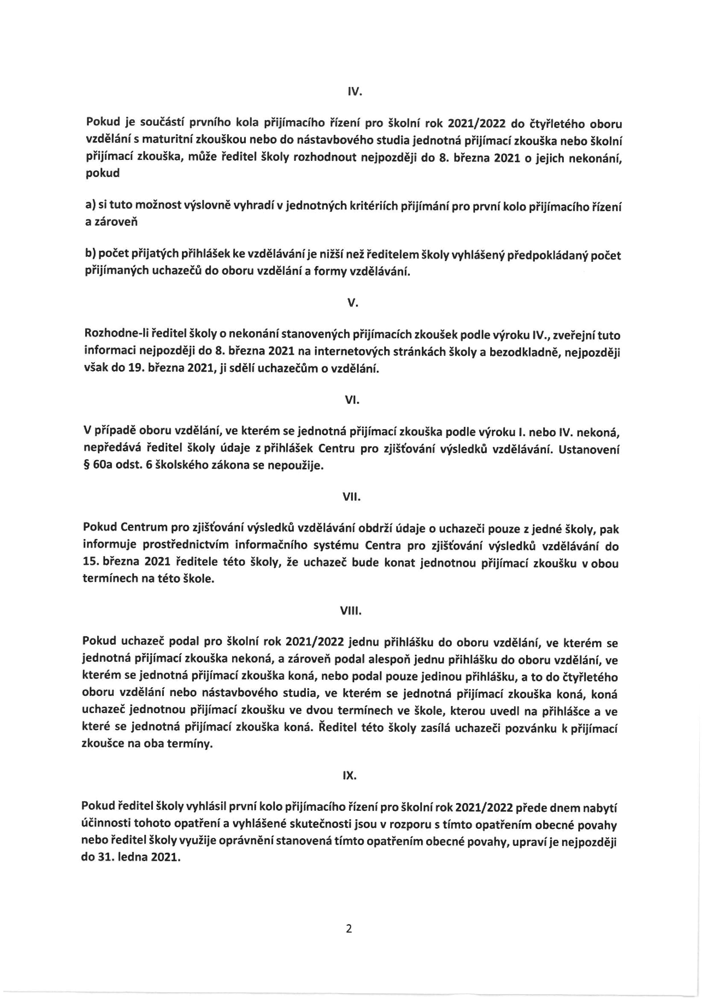 IV.
Pokud je součástí prvního kola přijímacího řízení pro školní rok 2021/2022 do čtyřletého oboru
vzdělání s maturitní zkouškou nebo do nástavbového studia jednotná přijímací zkouška nebo školní
přijímací zkouška, může ředitel školy rozhodnout nejpozději do 8. března 2021 o jejich nekonání,
pokud
a) si tuto možnost výslovně vyhradí v jednotných kritériích přijímání pro první kolo přijímacího řízení
a zároveň
b) počet přijatých přihlášek ke vzdělávání je nižší než ředitelem školy vyhlášený předpokládaný počet
přijímaných uchazečů do oboru vzdělání a formy vzdělávání.
V.
Rozhodne-li ředitel školy o nekonání stanovených přijímacích zkoušek podle výroku IV., zveřejní tuto
informaci nejpozději do 8. března 2021 na internetových stránkách školy a bezodkladně, nejpozději
však do 19. března 2021, ji sdělí uchazečům o vzdělání.
VI.
V případě oboru vzdělání, ve kterém se jednotná přijímací zkouška podle výroku I. nebo IV. nekoná,
nepředává ředitel školy údaje z přihlášek Centru pro zjišťování výsledků vzdělávání. Ustanovení
§ 60a odst. 6 školského zákona se nepoužije.
VII.
Pokud Centrum pro zjišťování výsledků vzdělávání obdrží údaje o uchazeči pouze z jedné školy, pak
informuje prostřednictvím informačního systému Centra pro zjišťování výsledků vzdělávání do
15. března 2021 ředitele této školy, že uchazeč bude konat jednotnou přijímací zkoušku v obou
termínech na této škole.
VIII.
Pokud uchazeč podal pro školní rok 2021/2022 jednu přihlášku do oboru vzdělání, ve kterém se
jednotná přijímací zkouška nekoná, a zároveň podal alespoň jednu přihlášku do oboru vzdělání, ve
kterém se jednotná přijímací zkouška koná, nebo podal pouze jedinou přihlášku, a to do čtyřletého
oboru vzdělání nebo nástavbového studia, ve kterém se jednotná přijímací zkouška koná, koná
uchazeč jednotnou přijímací zkoušku ve dvou termínech ve škole, kterou uvedl na přihlášce a ve
které se jednotná přijímací zkouška koná. Ředitel této školy zasílá uchazeči pozvánku k přijímací
zkoušce na oba termíny.
IX.
Pokud ředitel školy vyhlásil první kolo přijímacího řízení pro školní rok 2021/2022 přede dnem nabytí
účinnosti tohoto opatření a vyhlášené skutečnosti jsou v rozporu s tímto opatřením obecné povahy
nebo ředitel školy využije oprávnění stanovená tímto opatřením obecné povahy, upraví je nejpozději
do 31. ledna 2021.
2